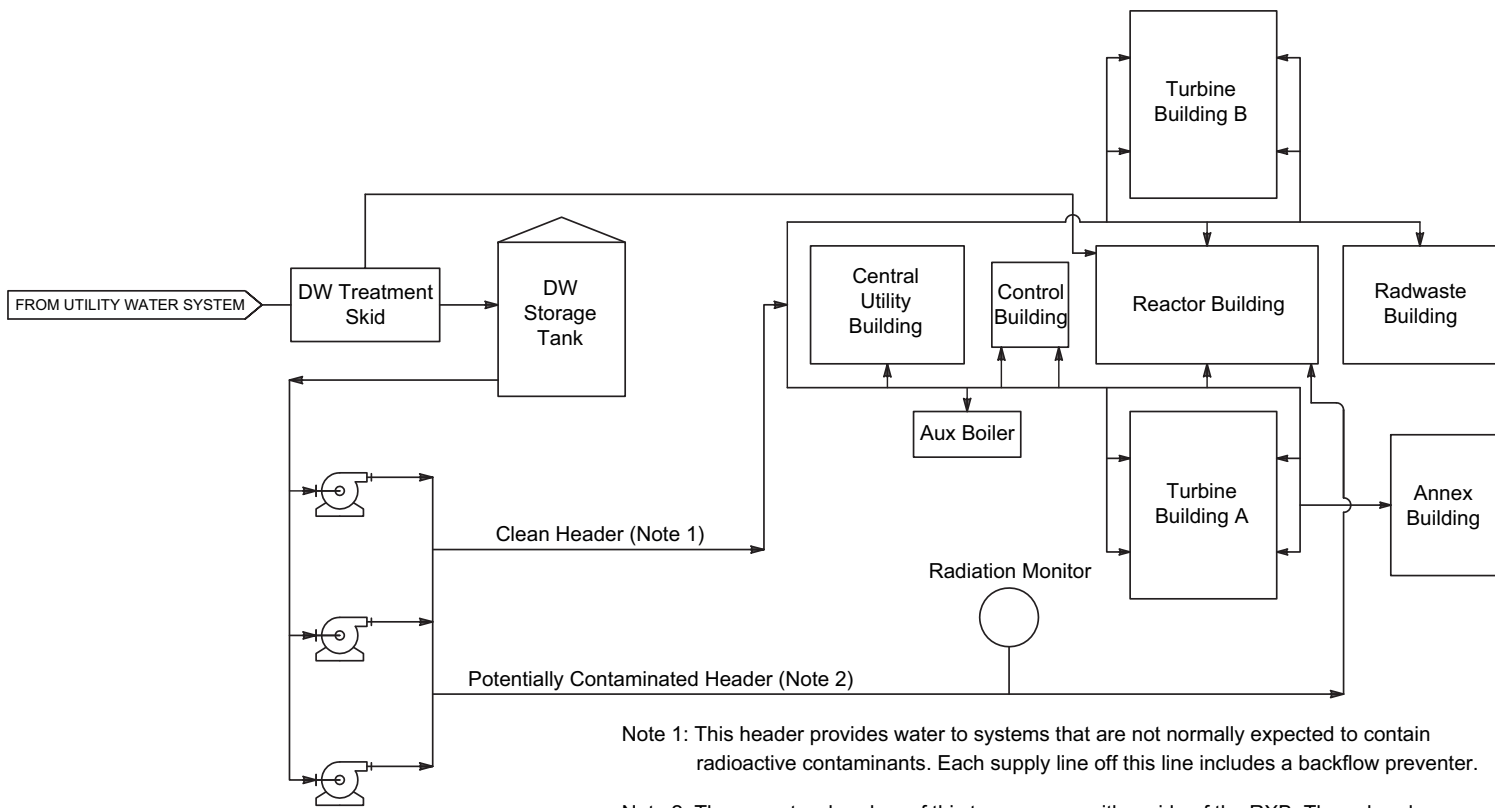 Turbine
Building B
FROM UTILITY WATER SYSTEM
DW Treatment
Skid
DW
Storage
Tank
Central
Utility
Building
Control
Building
Reactor Building
Radwaste
Building
Aux Boiler
Turbine
Building A
Annex
Building
Clean Header (Note 1)
Radiation Monitor
Potentially Contaminated Header (Note 2)
Note 1: This header provides water to systems that are not normally expected to contain
radioactive contaminants. Each supply line off this line includes a backflow preventer.